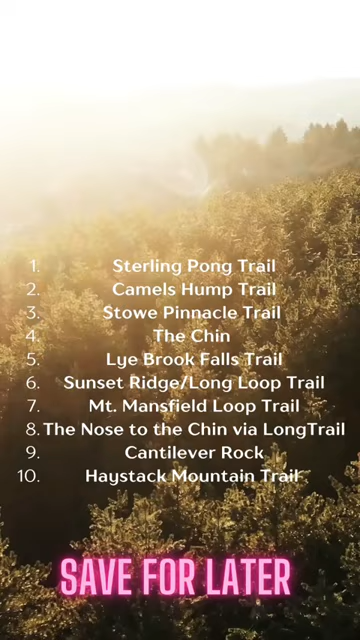 1. Sterling Pong Trail
2. Camels Hump Trail
3. Stowe Pinnacle Trail
4. The Chin
5. Lye Brook Falls Trail
6. Sunset Ridge/Long Loop Trail
7. Mt. Mansfield Loop Trail
8. The Nose to the Chin via LongTrail
9. Cantilever Rock
10. Haystack Mountain Trail
SAVE FOR LATER